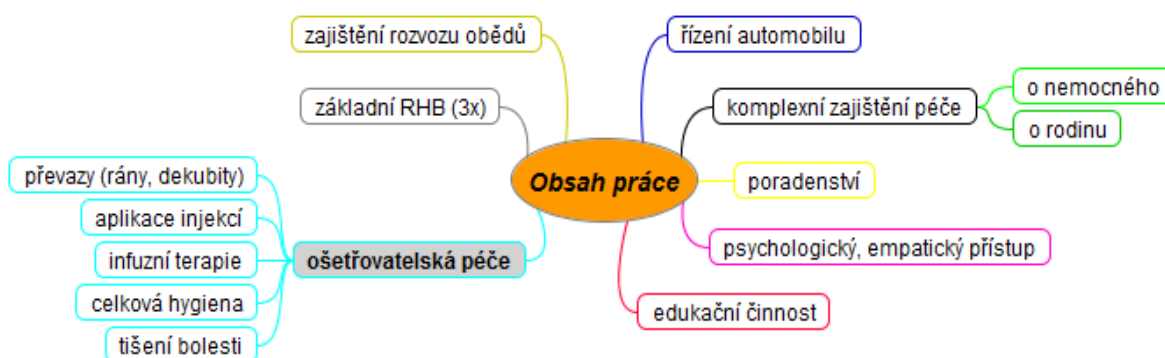 zajištění rozvozu obědů
řízení automobilu
základní RHB (3x)
komplexní zajištění péče
o nemocného
o rodinu
Obsah práce
převazy (rány, dekubity)
aplikace injekcí
infuzní terapie
celková hygiena
tišení bolesti
ošetřovatelská péče
poradenství
psychologický, empatický přístup
edukační činnost